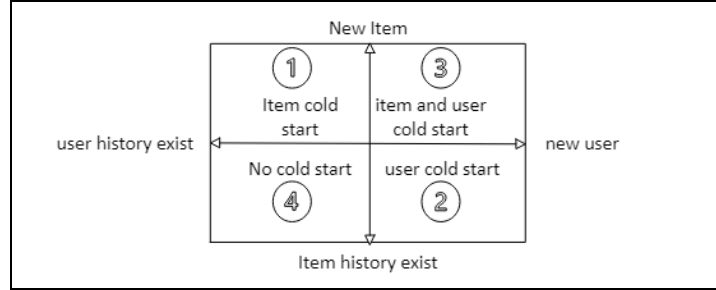 New Item
1
3
Item cold
start
item and user
cold start
user history exist
new user
No cold start
user cold start
4
2
Item history exist